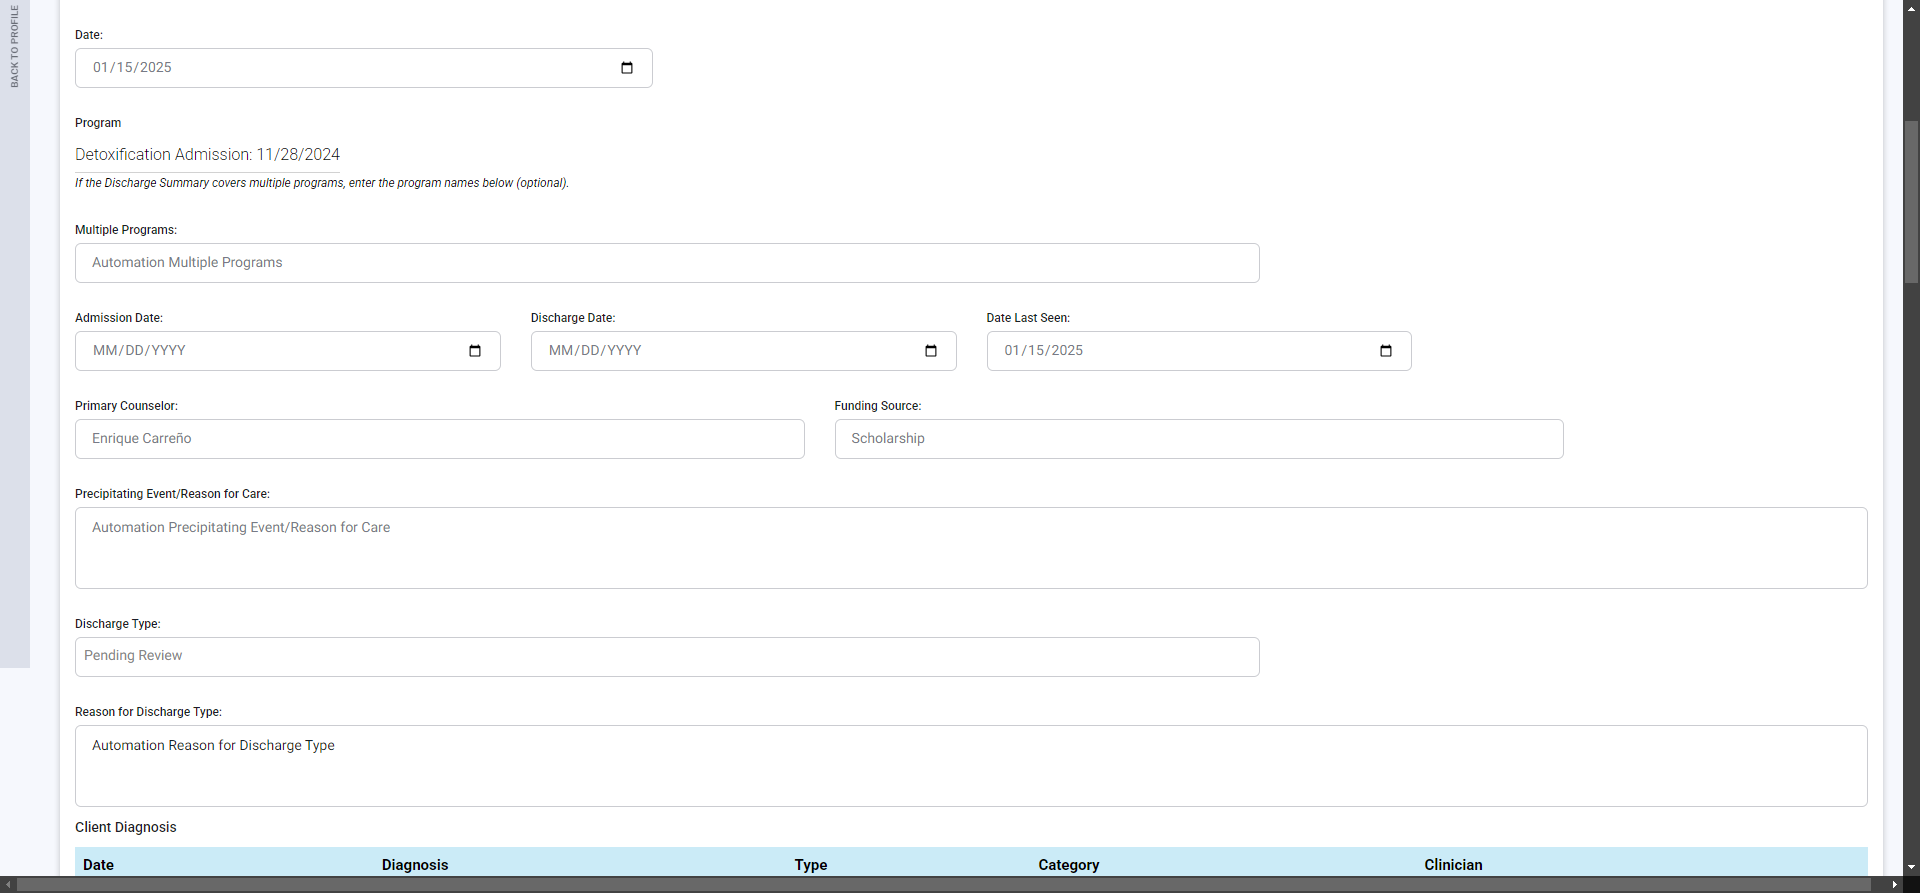 BACK TO PROFILE
Date:
01/15/2025
Program
Detoxification Admission: 11/28/2024
If the Discharge Summary covers multiple programs, enter the program names below (optional).
Multiple Programs:
Automation Multiple Programs
Admission Date: Discharge Date: Date Last Seen:
MM/DD/YYYY MM/DD/YYYY 01/15/2025
Primary Counselor: Funding Source:
Enrique Carreño Scholarship
Precipitating Event/Reason for Care:
Automation Precipitating Event/Reason for Care
Discharge Type:
Pending Review
Reason for Discharge Type:
Automation Reason for Discharge Type
Client Diagnosis
Date Diagnosis Type Category Clinician